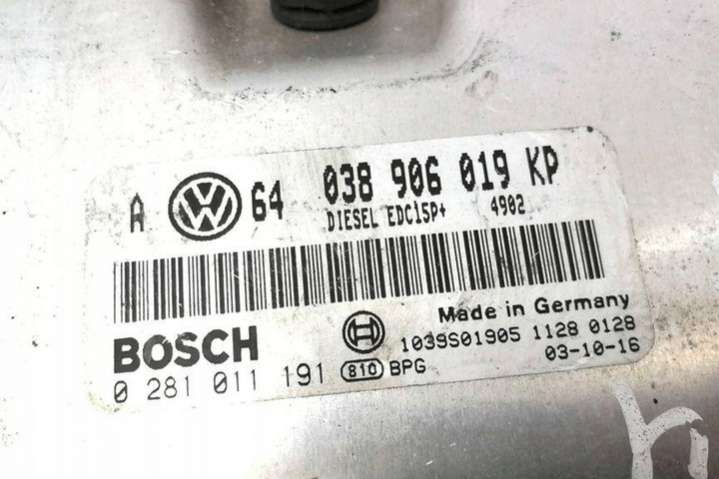 A VW 64 038 906 019 KP
DIESEL EDC15P+ 4902
Made in Germany
BOSCH 1039S01905 1128 0128
0 281 011 191 810 BPG 03-10-16